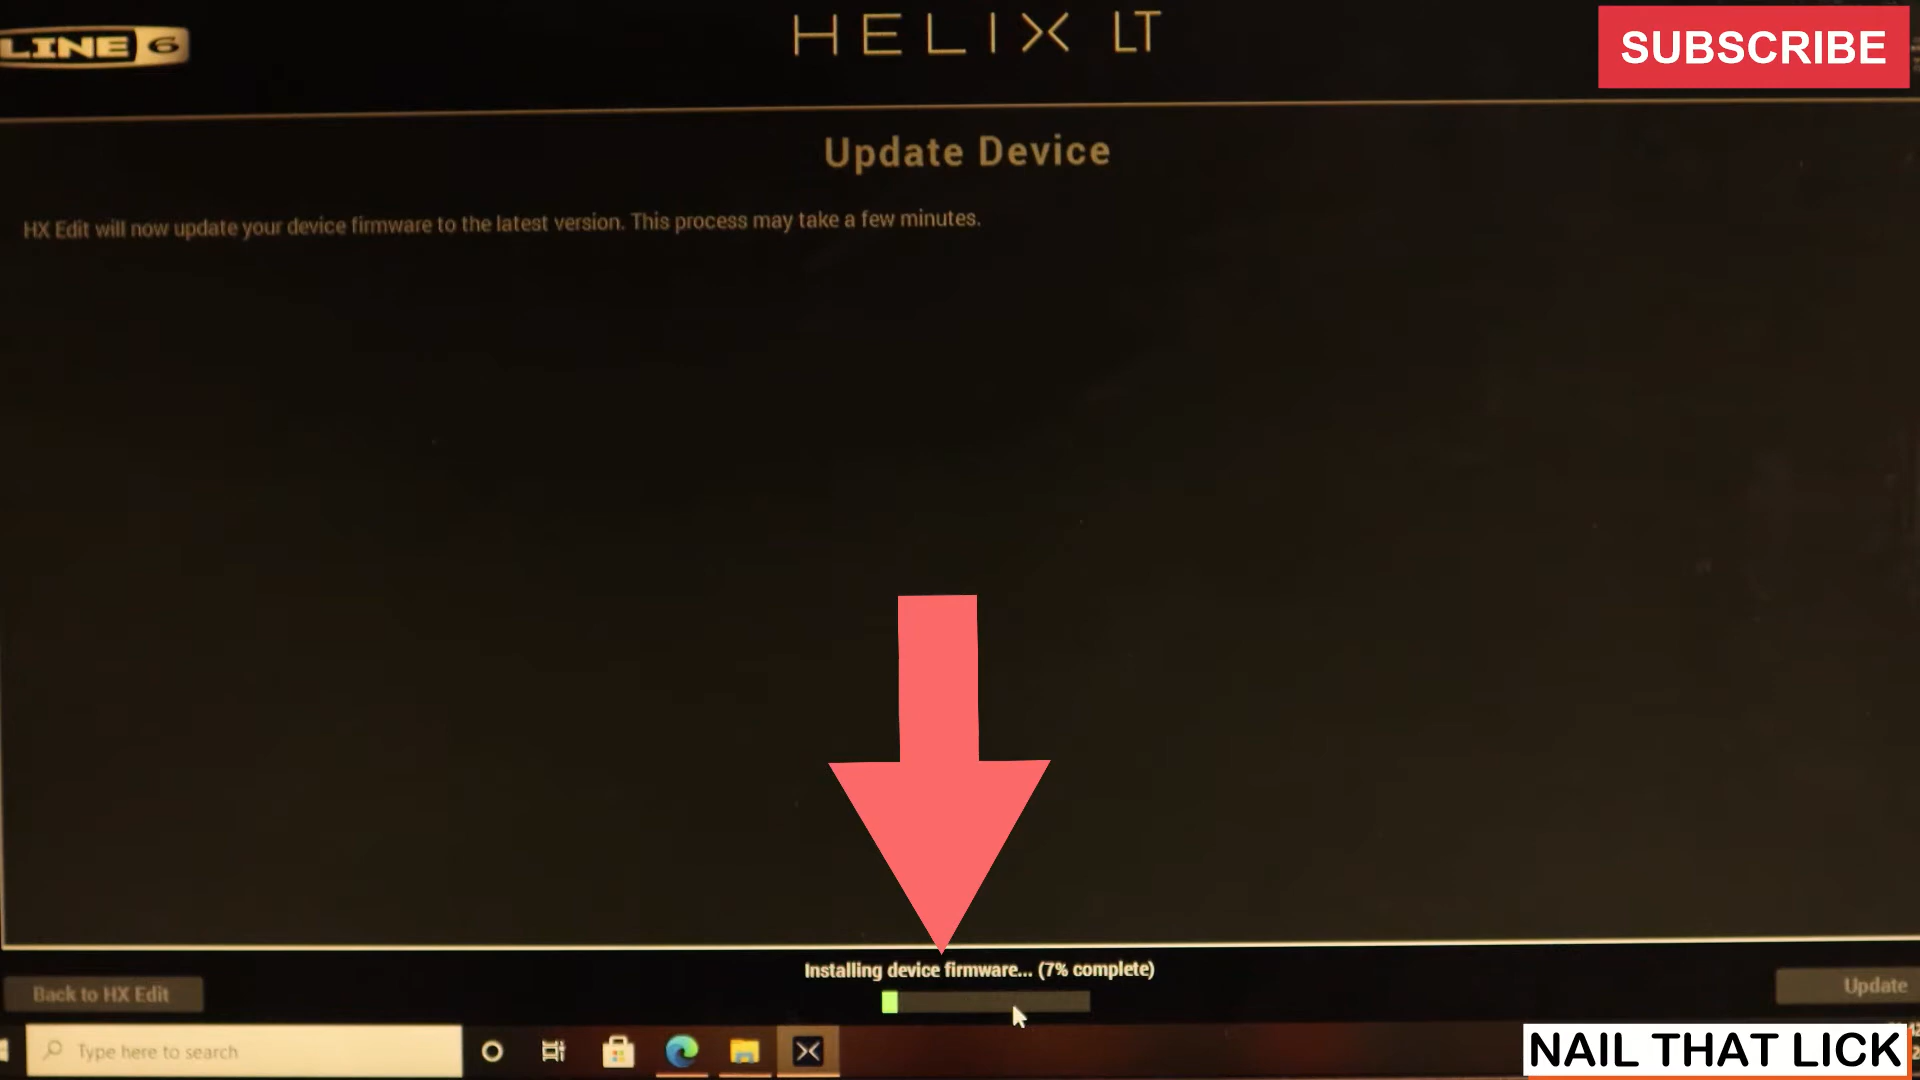 LINE 6
HELIX LT
SUBSCRIBE
Update Device
HX Edit will now update your device firmware to the latest version. This process may take a few minutes.
Installing device firmware... (7% complete)
Back to HX Edit
Update
Type here to search
NAIL THAT LICK